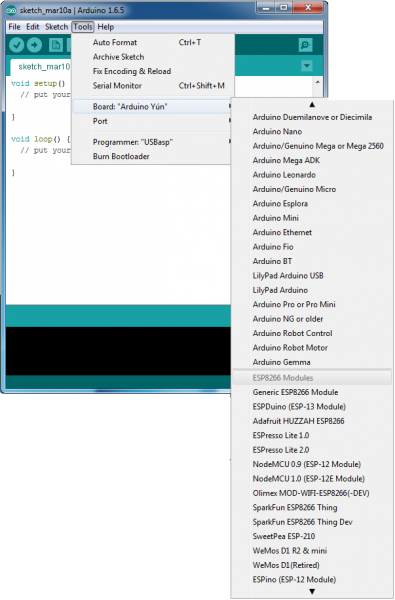 sketch_mar10a | Arduino 1.6.5
File Edit Sketch Tools Help
Auto Format Ctrl+T
Archive Sketch
Fix Encoding & Reload
Serial Monitor Ctrl+Shift+M
Board: "Arduino Yún"
Port
Programmer: "USBasp"
Burn Bootloader
sketch_mar10
void setup()
// put your
}
void loop() {
// put your
}
Arduino Duemilanove or Diecimila
Arduino Nano
Arduino/Genuino Mega or Mega 2560
Arduino Mega ADK
Arduino Leonardo
Arduino/Genuino Micro
Arduino Esplora
Arduino Mini
Arduino Ethernet
Arduino Fio
Arduino BT
LilyPad Arduino USB
LilyPad Arduino
Arduino Pro or Pro Mini
Arduino NG or older
Arduino Robot Control
Arduino Robot Motor
Arduino Gemma
ESP8266 Modules
Generic ESP8266 Module
ESPDuino (ESP-13 Module)
Adafruit HUZZAH ESP8266
ESPresso Lite 1.0
ESPresso Lite 2.0
NodeMCU 0.9 (ESP-12 Module)
NodeMCU 1.0 (ESP-12E Module)
Olimex MOD-WIFI-ESP8266(-DEV)
SparkFun ESP8266 Thing
SparkFun ESP8266 Thing Dev
SweetPea ESP-210
WeMos D1 R2 & mini
WeMos D1(Retired)
ESPino (ESP-12 Module)